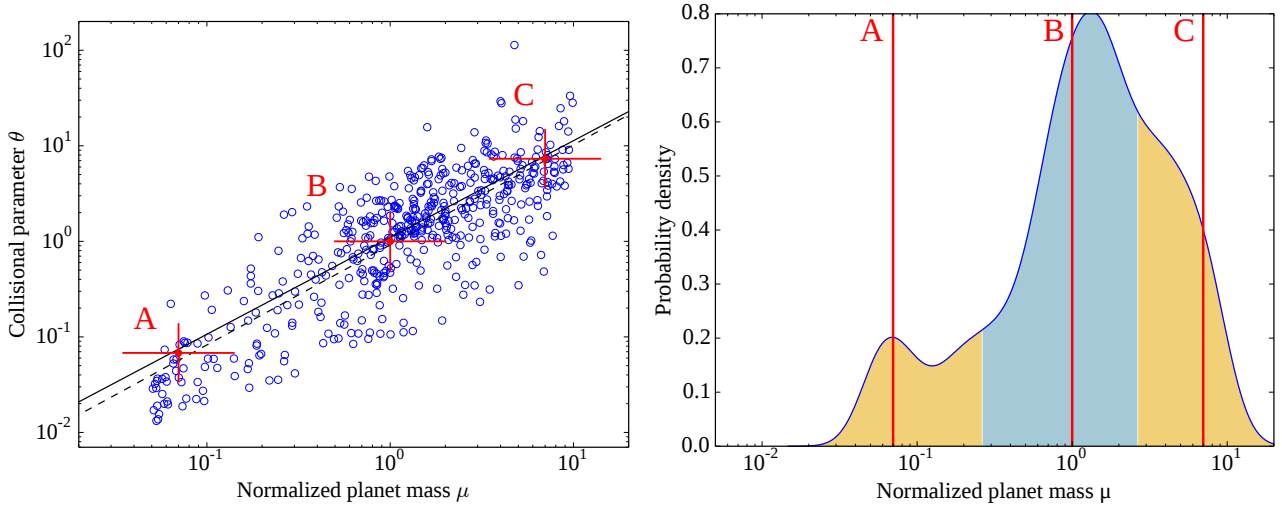 Collisional parameter θ
10²
10¹
10⁰
10⁻¹
10⁻²
A
B
C
10⁻¹
10⁰
10¹
Normalized planet mass μ
Probability density
0.8
0.7
0.6
0.5
0.4
0.3
0.2
0.1
0.0
A
B
C
10⁻²
10⁻¹
10⁰
10¹
Normalized planet mass μ